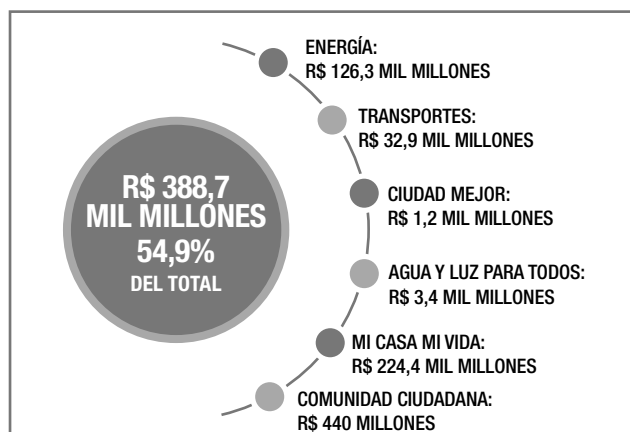 R$ 388,7
MIL MILLONES
54,9%
DEL TOTAL
ENERGÍA:
R$ 126,3 MIL MILLONES
TRANSPORTES:
R$ 32,9 MIL MILLONES
CIUDAD MEJOR:
R$ 1,2 MIL MILLONES
AGUA Y LUZ PARA TODOS:
R$ 3,4 MIL MILLONES
MI CASA MI VIDA:
R$ 224,4 MIL MILLONES
COMUNIDAD CIUDADANA:
R$ 440 MILLONES